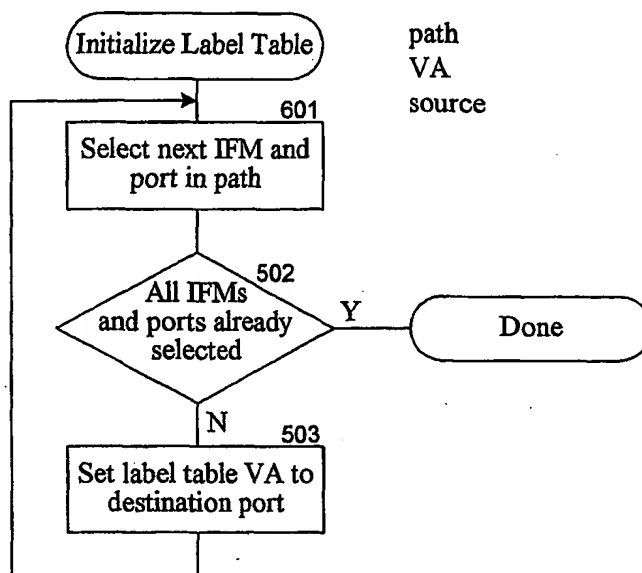 Initialize Label Table
path
VA
source
601
Select next IFM and
port in path
502
All IFMs
and ports already
selected
Y
Done
N
503
Set label table VA to
destination port